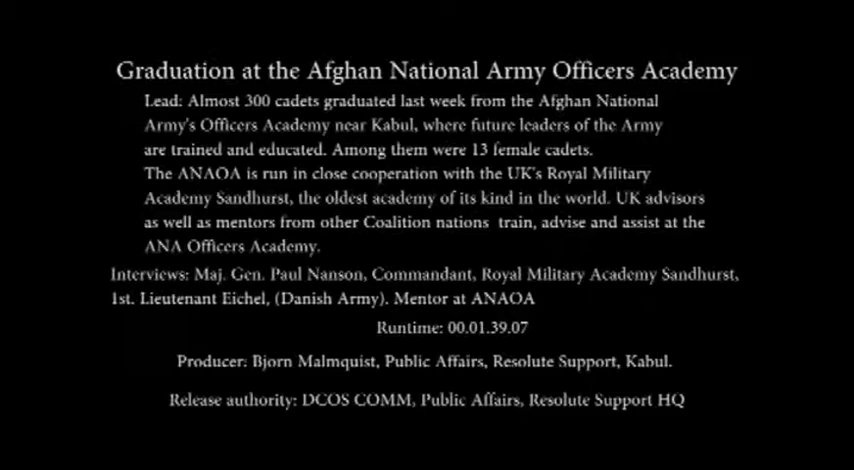 Graduation at the Afghan National Army Officers Academy
Lead: Almost 300 cadets graduated last week from the Afghan National
Army's Officers Academy near Kabul, where future leaders of the Army
are trained and educated. Among them were 13 female cadets.
The ANAOA is run in close cooperation with the UK's Royal Military
Academy Sandhurst, the oldest academy of its kind in the world. UK advisors
as well as mentors from other Coalition nations train, advise and assist at the
ANA Officers Academy.
Interviews: Maj. Gen. Paul Nanson, Commandant, Royal Military Academy Sandhurst,
1st. Lieutenant Eichel, (Danish Army). Mentor at ANAOA
Runtime: 00.01.39.07
Producer: Bjorn Malmquist, Public Affairs, Resolute Support, Kabul.
Release authority: DCOS COMM, Public Affairs, Resolute Support HQ